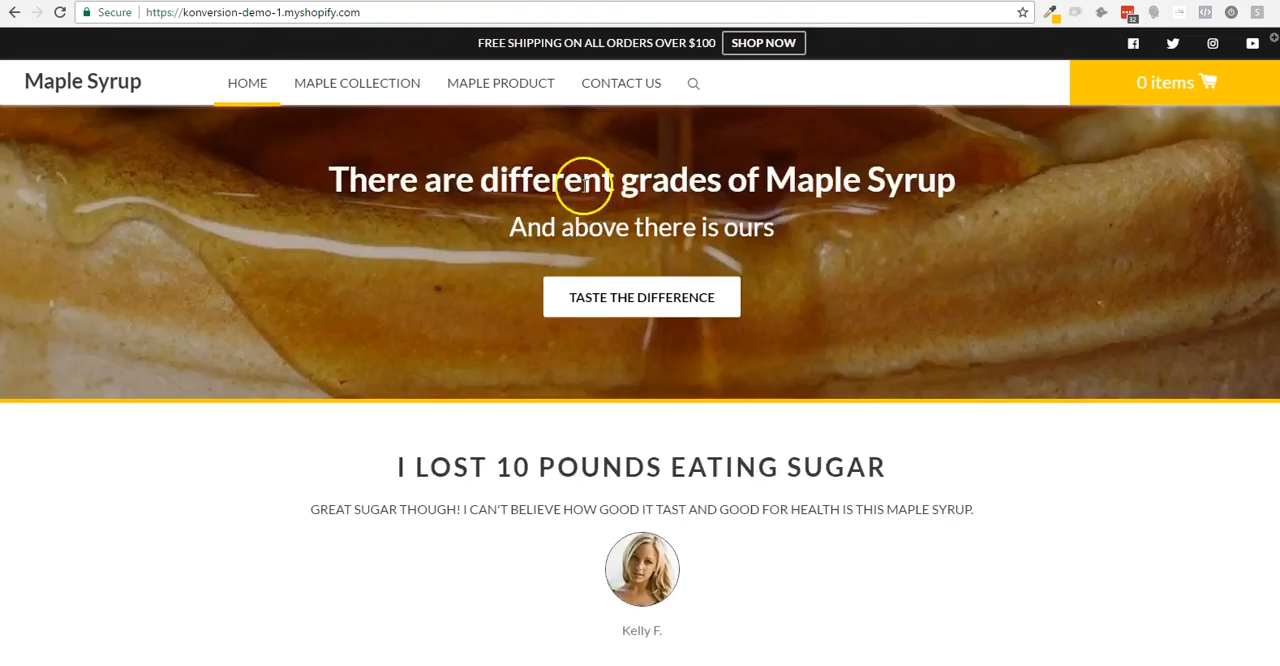 Secure https://konversion-demo-1.myshopify.com
32
FREE SHIPPING ON ALL ORDERS OVER $100 SHOP NOW
Maple Syrup HOME MAPLE COLLECTION MAPLE PRODUCT CONTACT US 0 items
There are different grades of Maple Syrup
And above there is ours
TASTE THE DIFFERENCE
I LOST 10 POUNDS EATING SUGAR
GREAT SUGAR THOUGH! I CAN'T BELIEVE HOW GOOD IT TAST AND GOOD FOR HEALTH IS THIS MAPLE SYRUP.
Kelly F.